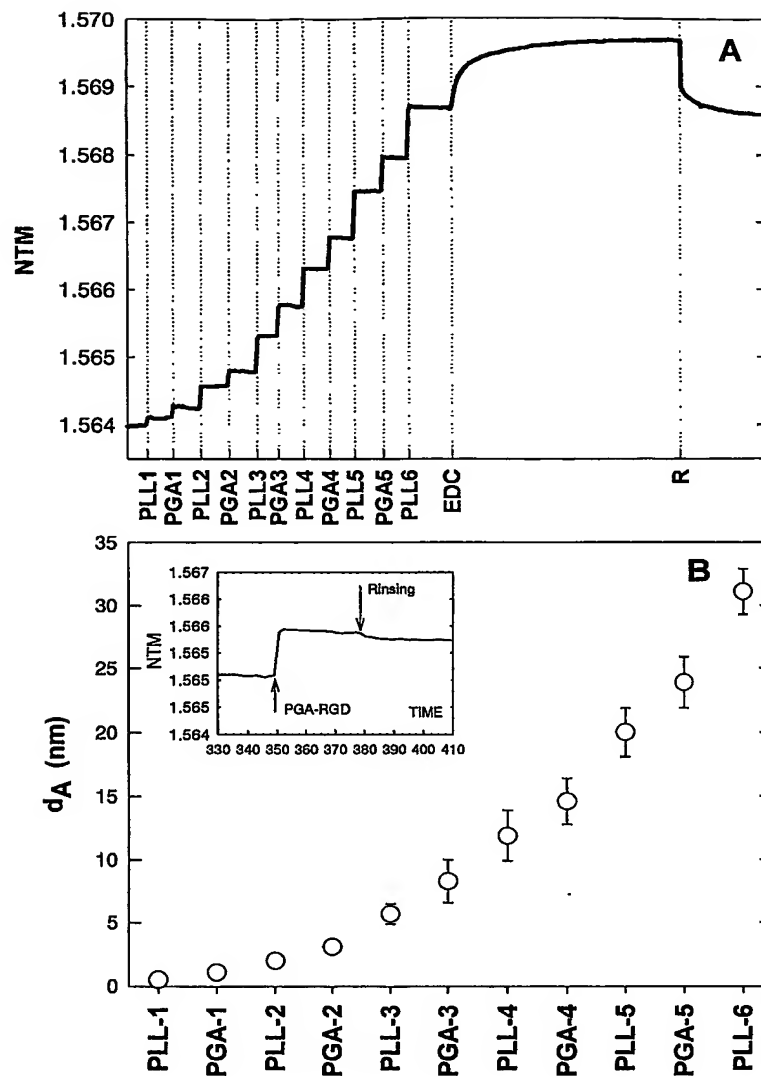 A
1.570
1.569
1.568
1.567
1.566
1.565
1.564
NTM
PLL1
PGA1
PLL2
PGA2
PLL3
PGA3
PLL4
PGA4
PLL5
PGA5
PLL6
EDC
R
B
35
30
25
20
15
10
5
0
dA (nm)
1.567
1.566
1.566
1.565
1.565
1.564
NTM
Rinsing
PGA-RGD
TIME
330 340 350 360 370 380 390 400 410
PLL-1
PGA-1
PLL-2
PGA-2
PLL-3
PGA-3
PLL-4
PGA-4
PLL-5
PGA-5
PLL-6